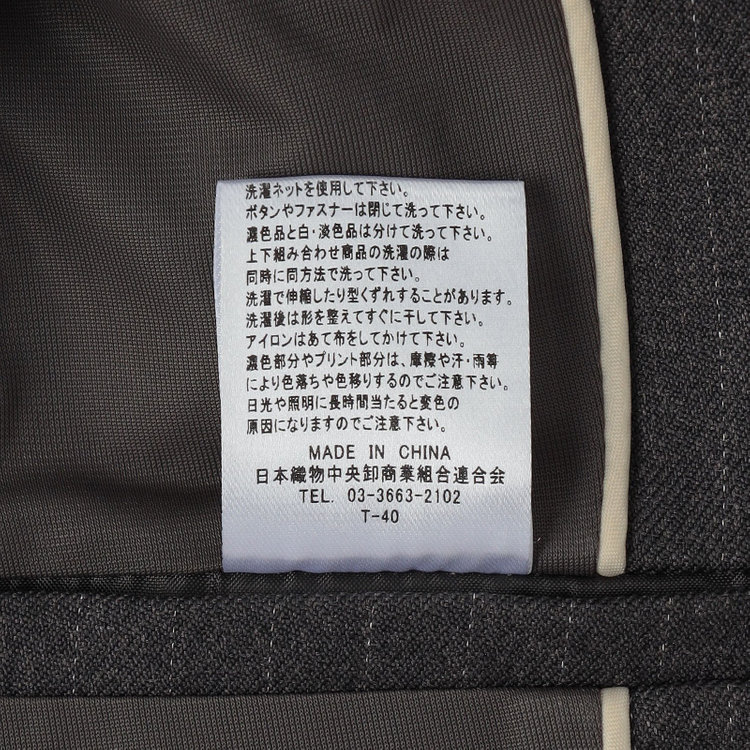 洗濯ネットを使用して下さい。
ボタンやファスナーは閉じて洗って下さい。
濃色品と白・淡色品は分けて洗って下さい。
上下組み合わせ商品の洗濯の際は
同時に同方法で洗って下さい。
洗濯で伸縮したり型くずれすることがあります。
洗濯後は形を整えてすぐに干して下さい。
アイロンはあて布をしてかけて下さい。
濃色部分やプリント部分は、摩擦や汗・雨等
により色落ちや色移りするのでご注意下さい。
日光や照明に長時間当たると変色の
原因になりますのでご注意下さい。
MADE IN CHINA
日本織物中央卸商業組合連合会
TEL. 03-3663-2102
T-40